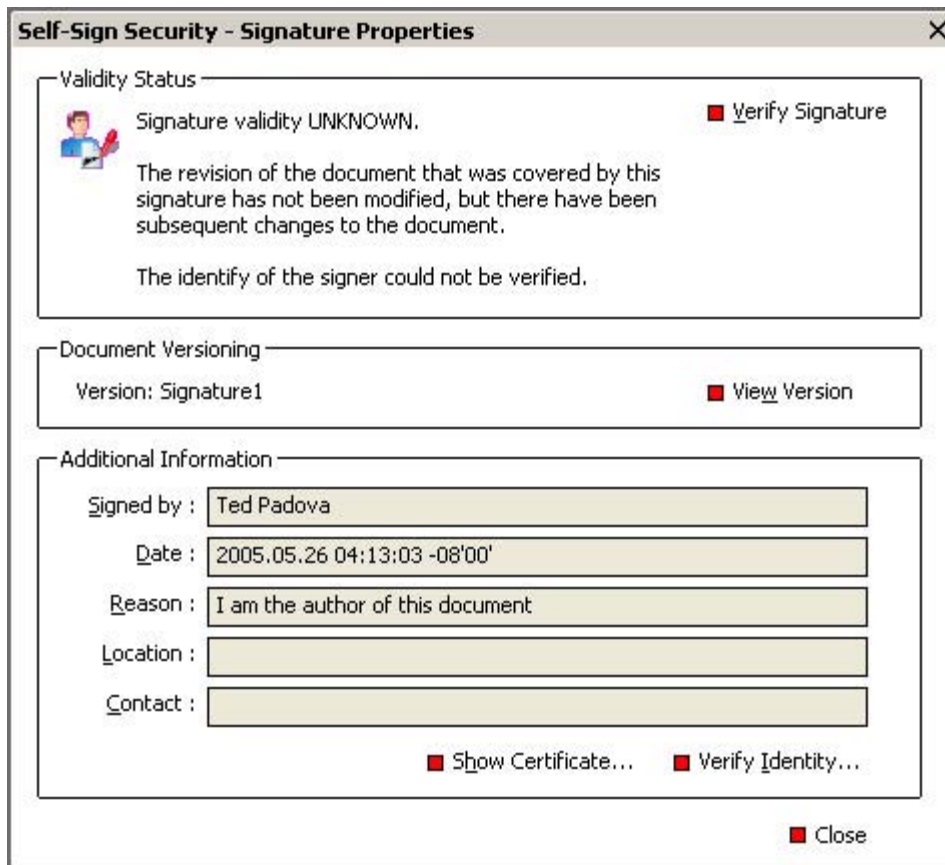 Self-Sign Security - Signature Properties
Validity Status
Signature validity UNKNOWN.
Verify Signature
The revision of the document that was covered by this
signature has not been modified, but there have been
subsequent changes to the document.
The identify of the signer could not be verified.
Document Versioning
Version: Signature1
View Version
Additional Information
Signed by : Ted Padova
Date : 2005.05.26 04:13:03 -08'00'
Reason : I am the author of this document
Location :
Contact :
Show Certificate... Verify Identity...
Close